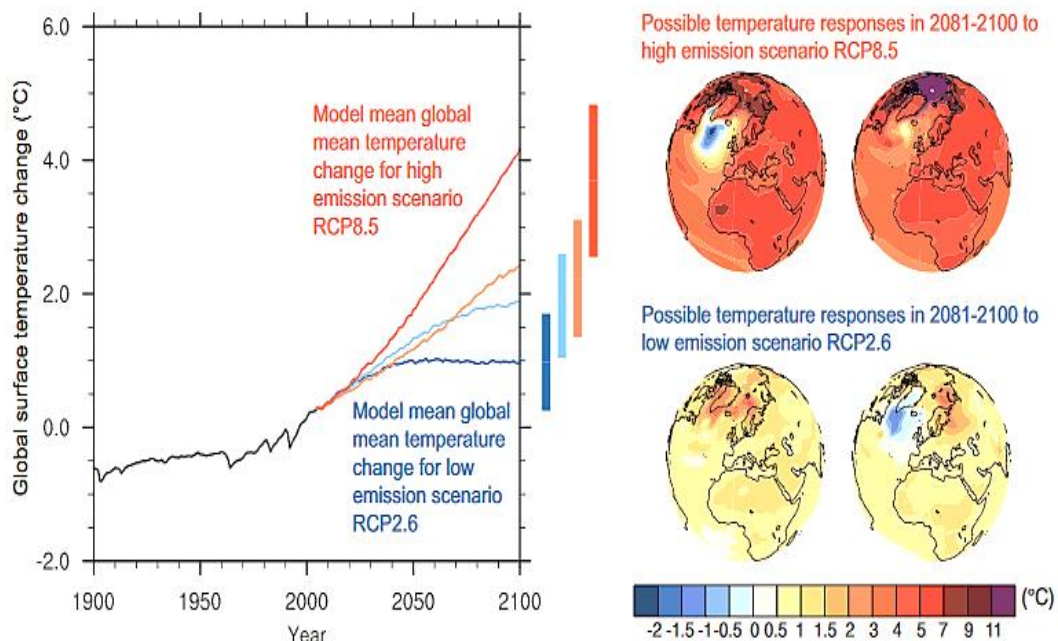 6.0
4.0
2.0
0.0
-2.0
Global surface temperature change (°C)
1900
1950
2000
2050
2100
Year
Model mean global
mean temperature
change for high
emission scenario
RCP8.5
Model mean global
mean temperature
change for low
emission scenario
RCP2.6
Possible temperature responses in 2081-2100 to
high emission scenario RCP8.5
Possible temperature responses in 2081-2100 to
low emission scenario RCP2.6
(°C)
-2 -1.5 -1 -0.5 0 0.5 1 1.5 2 3 4 5 7 9 11